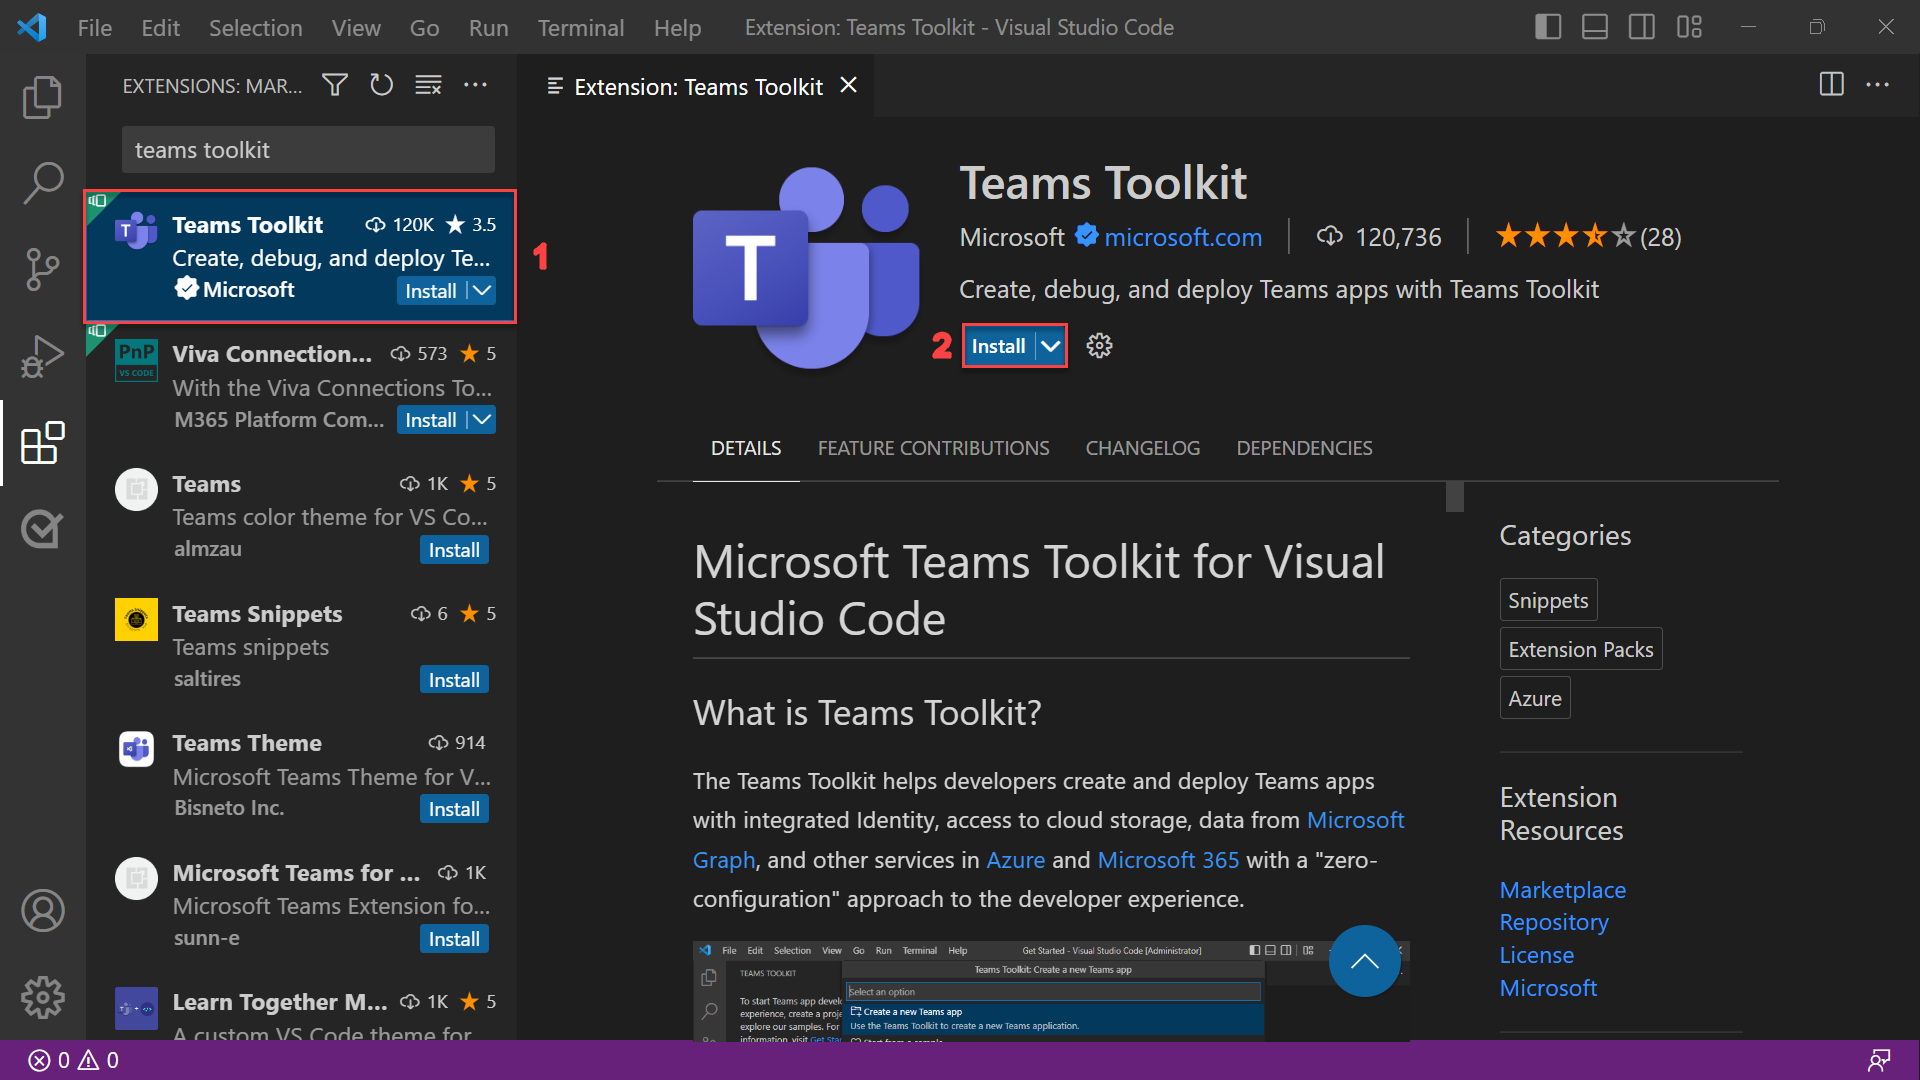 File Edit Selection View Go Run Terminal Help
Extension: Teams Toolkit - Visual Studio Code
EXTENSIONS: MAR...
teams toolkit
Teams Toolkit 120K 3.5
Create, debug, and deploy Te...
Microsoft Install
1
PnP
VS CODE
Viva Connection... 573 5
With the Viva Connections To...
M365 Platform Com... Install
Teams 1K 5
Teams color theme for VS Co...
almzau Install
Teams Snippets 6 5
Teams snippets
saltires Install
Teams Theme 914
Microsoft Teams Theme for V...
Bisneto Inc. Install
Microsoft Teams for ... 1K
Microsoft Teams Extension fo...
sunn-e Install
Learn Together M... 1K 5
A custom VS Code theme for
Extension: Teams Toolkit
T
Teams Toolkit
Microsoft microsoft.com 120,736 (28)
Create, debug, and deploy Teams apps with Teams Toolkit
2 Install
DETAILS FEATURE CONTRIBUTIONS CHANGELOG DEPENDENCIES
Microsoft Teams Toolkit for Visual
Studio Code
What is Teams Toolkit?
The Teams Toolkit helps developers create and deploy Teams apps
with integrated Identity, access to cloud storage, data from Microsoft
Graph, and other services in Azure and Microsoft 365 with a "zero-
configuration" approach to the developer experience.
File Edit Selection View Go Run Terminal Help Get Started - Visual Studio Code [Administrator]
TEAMS TOOLKIT
Teams Toolkit: Create a new Teams app
Select an option
To start Teams app devel
Create a new Teams app
experience, create a proje
Use the Teams Toolkit to create a new Teams application.
explore our samples. For
information, visit Get Star
Start from a sample
Categories
Snippets
Extension Packs
Azure
Extension
Resources
Marketplace
Repository
License
Microsoft
0 0